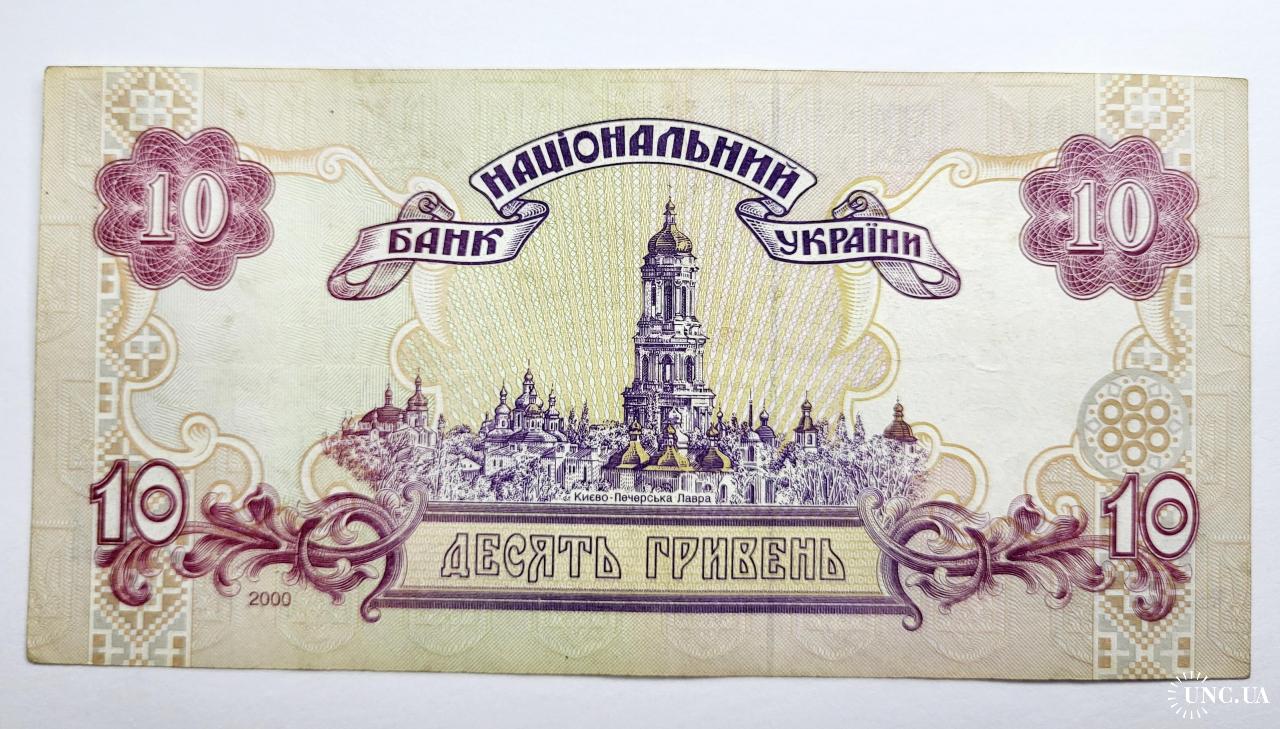 НАЦІОНАЛЬНИЙ
БАНК УКРАЇНИ
10 10
Києво-Печерська Лавра
10 10
ДЕСЯТЬ ГРИВЕНЬ
2000
UNC.UA